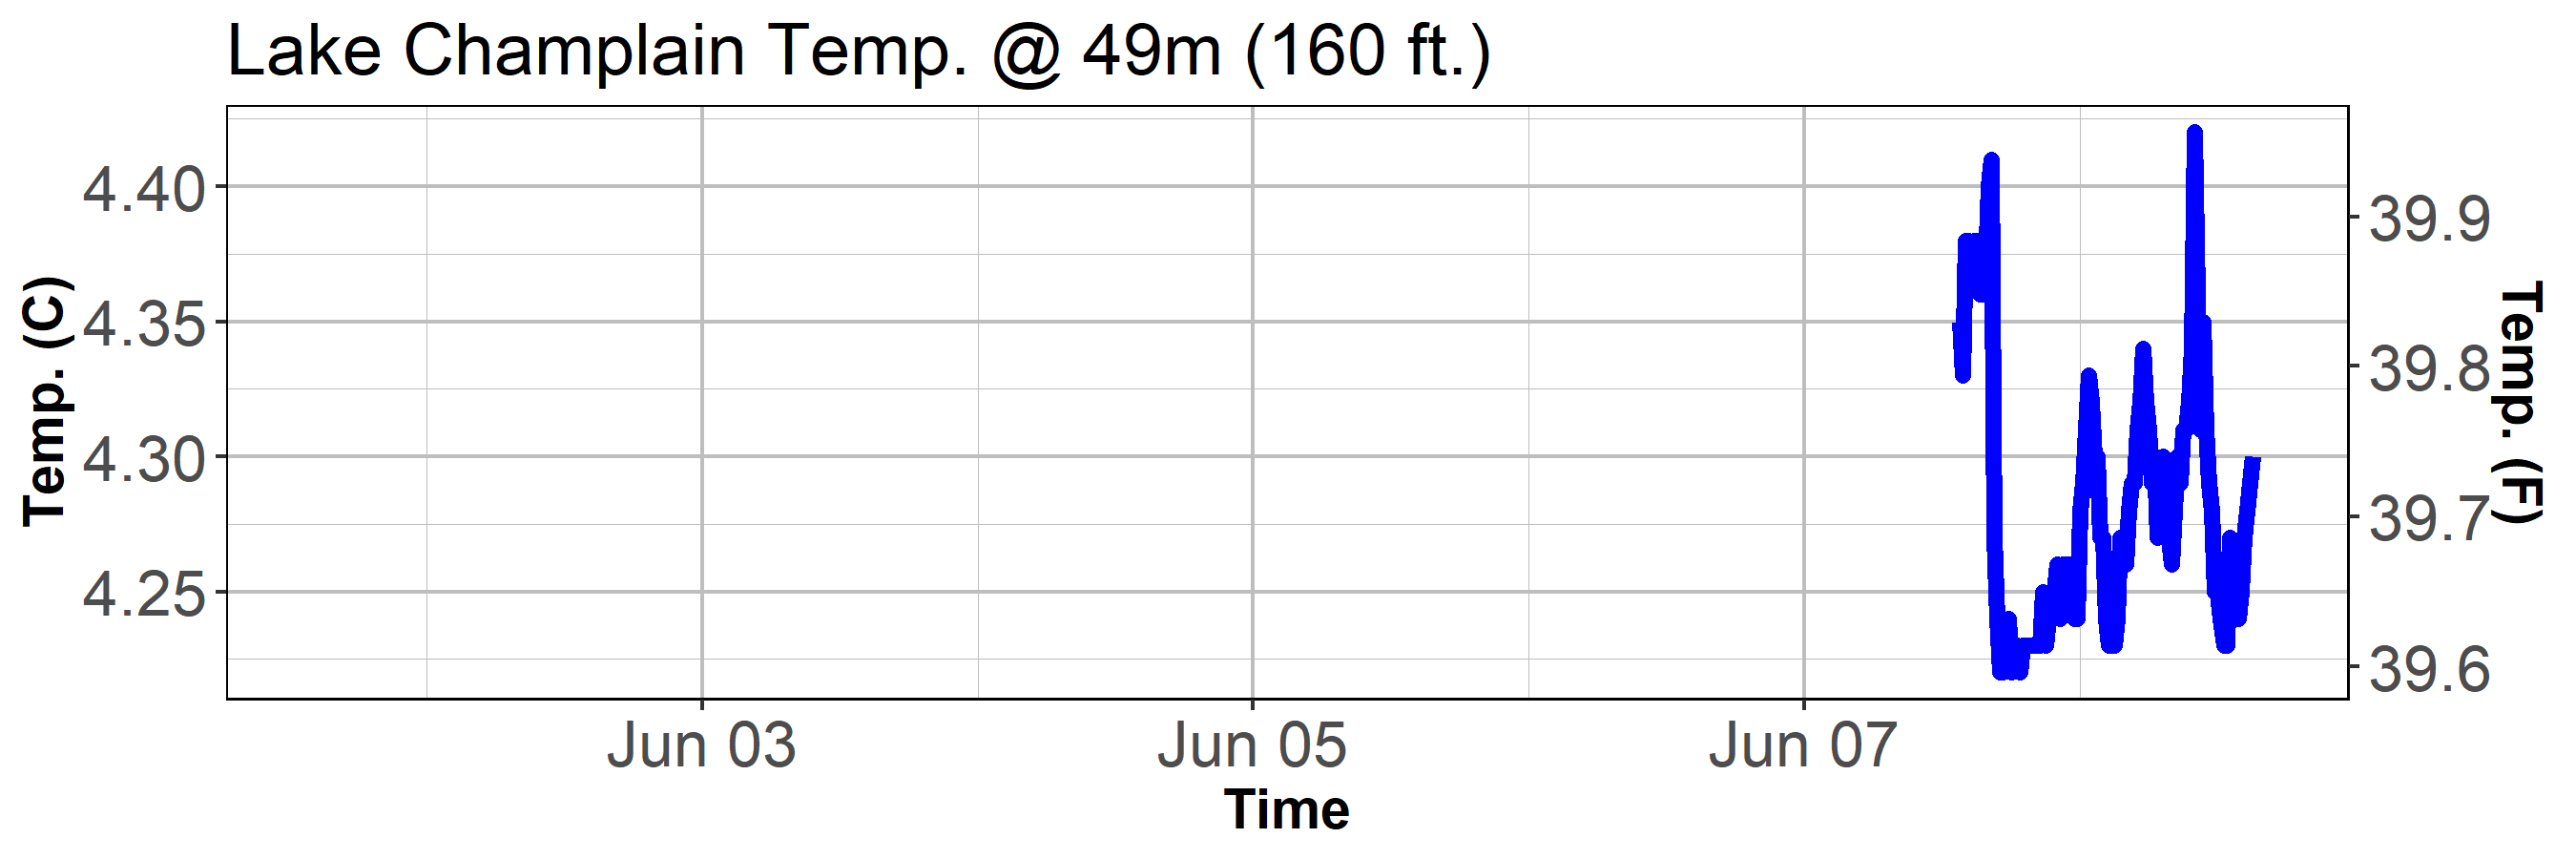 Lake Champlain Temp. @ 49m (160 ft.)
4.40
4.35
4.30
4.25
Temp. (C)
39.9
39.8
39.7
39.6
Temp. (F)
Jun 03 Jun 05 Jun 07
Time